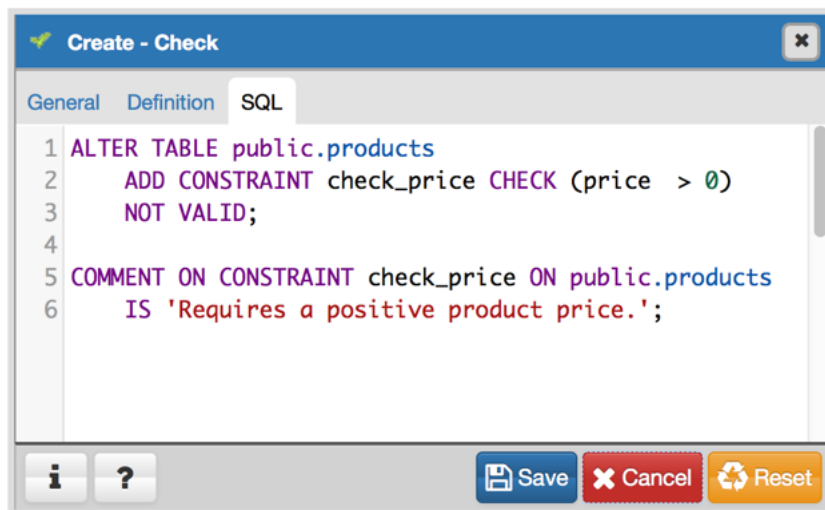 Create - Check
General Definition SQL
1 ALTER TABLE public.products
2     ADD CONSTRAINT check_price CHECK (price  > 0)
3     NOT VALID;
4
5 COMMENT ON CONSTRAINT check_price ON public.products
6     IS 'Requires a positive product price.';
i ? Save Cancel Reset